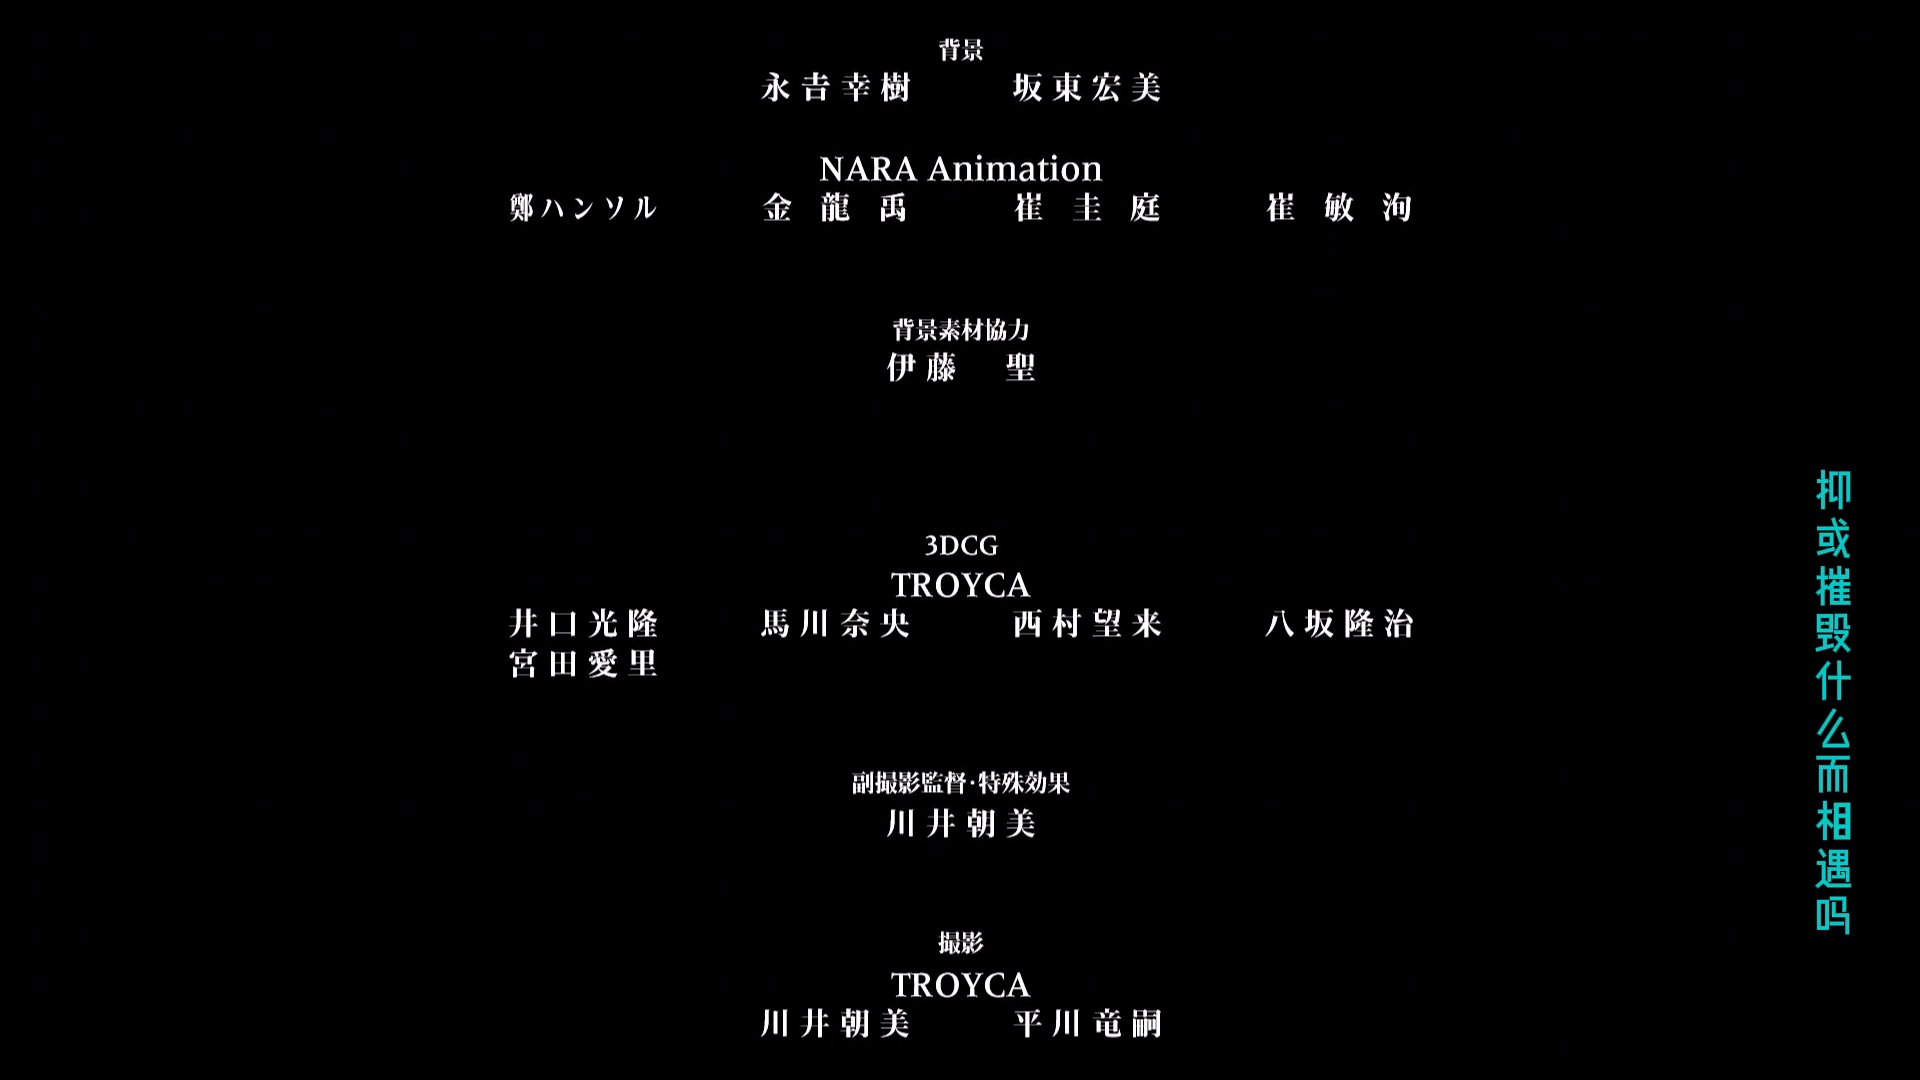 背景
永𠮷幸樹 坂東宏美
NARA Animation
鄭ハンソル 金龍禹 崔圭庭 崔敏洵
背景素材協力
伊藤 聖
3DCG
TROYCA
井口光隆 馬川奈央 西村望来 八坂隆治
宮田愛里
副撮影監督·特殊効果
川井朝美
撮影
TROYCA
川井朝美 平川竜嗣
抑或摧毁什么而相遇吗